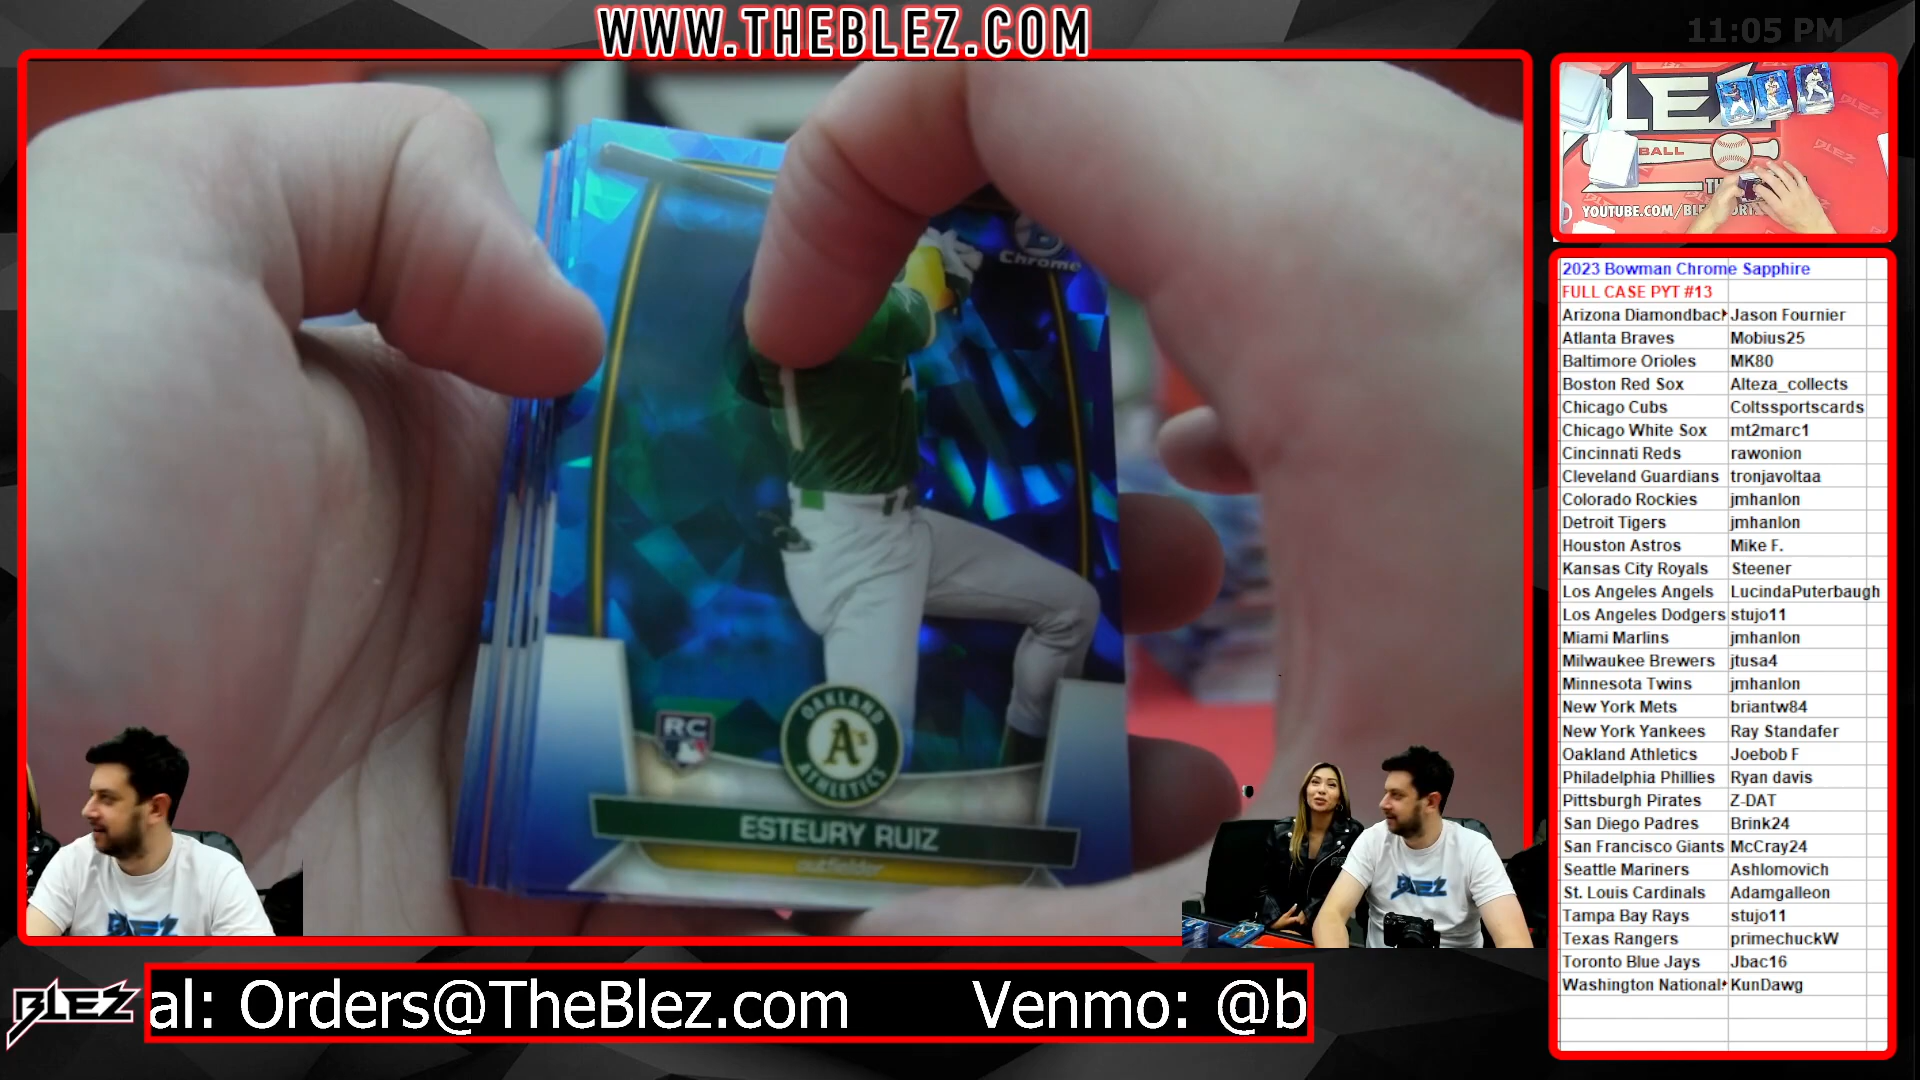 WWW.THEBLEZ.COM
11:05 PM
Chrome
RC
OAKLAND
A's
ATHLETICS
ESTEURY RUIZ
outfielder
BLEZ
BLEZ
BLEZ
al: Orders@TheBlez.com Venmo: @b
BALL
BLEZ
BLEZ
YOUTUBE.COM/BLE
2023 Bowman Chrome Sapphire
FULL CASE PYT #13
Arizona Diamondbac Jason Fournier
Atlanta Braves Mobius25
Baltimore Orioles MK80
Boston Red Sox Alteza_collects
Chicago Cubs Coltssportscards
Chicago White Sox mt2marc1
Cincinnati Reds rawonion
Cleveland Guardians tronjavoltaa
Colorado Rockies jmhanlon
Detroit Tigers jmhanlon
Houston Astros Mike F.
Kansas City Royals Steener
Los Angeles Angels LucindaPuterbaugh
Los Angeles Dodgers stujo11
Miami Marlins jmhanlon
Milwaukee Brewers jtusa4
Minnesota Twins jmhanlon
New York Mets briantw84
New York Yankees Ray Standafer
Oakland Athletics Joebob F
Philadelphia Phillies Ryan davis
Pittsburgh Pirates Z-DAT
San Diego Padres Brink24
San Francisco Giants McCray24
Seattle Mariners Ashlomovich
St. Louis Cardinals Adamgalleon
Tampa Bay Rays stujo11
Texas Rangers primechuckW
Toronto Blue Jays Jbac16
Washington National KunDawg